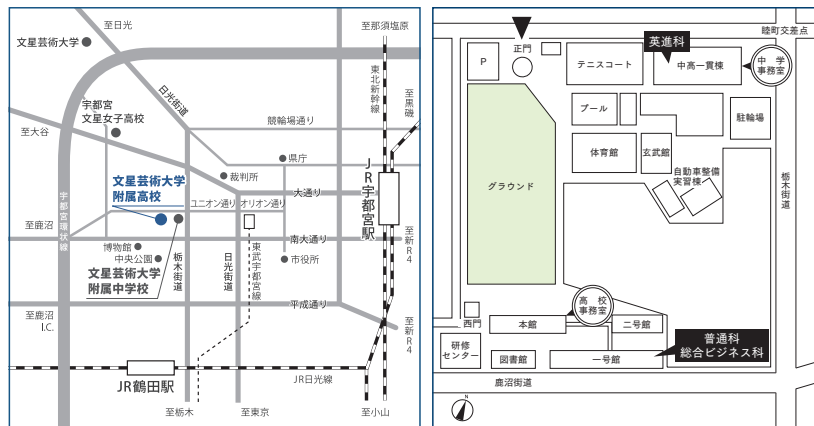 至日光
文星芸術大学
至那須塩原
東北新幹線
至黒磯
日光街道
宇都宮
文星女子高校
競輪場通り
至大谷
県庁
裁判所
JR宇都宮駅
文星芸術大学
附属高校
大通り
ユニオン通り
オリオン通り
宇都宮環状線
至鹿沼
南大通り
至新R4
博物館
中央公園
文星芸術大学
附属中学校
栃木街道
日光街道
東武宇都宮線
市役所
平成通り
至鹿沼
I.C.
至新R4
JR鶴田駅
JR日光線
至栃木
至東京
至小山
睦町交差点
正門
英進科
P
テニスコート
中高一貫棟
中学
事務室
プール
駐輪場
体育館
玄武館
自動車整備
実習棟
グラウンド
栃木街道
高校
事務室
西門
本館
二号館
研修
センター
図書館
一号館
普通科
総合ビジネス科
鹿沼街道
N